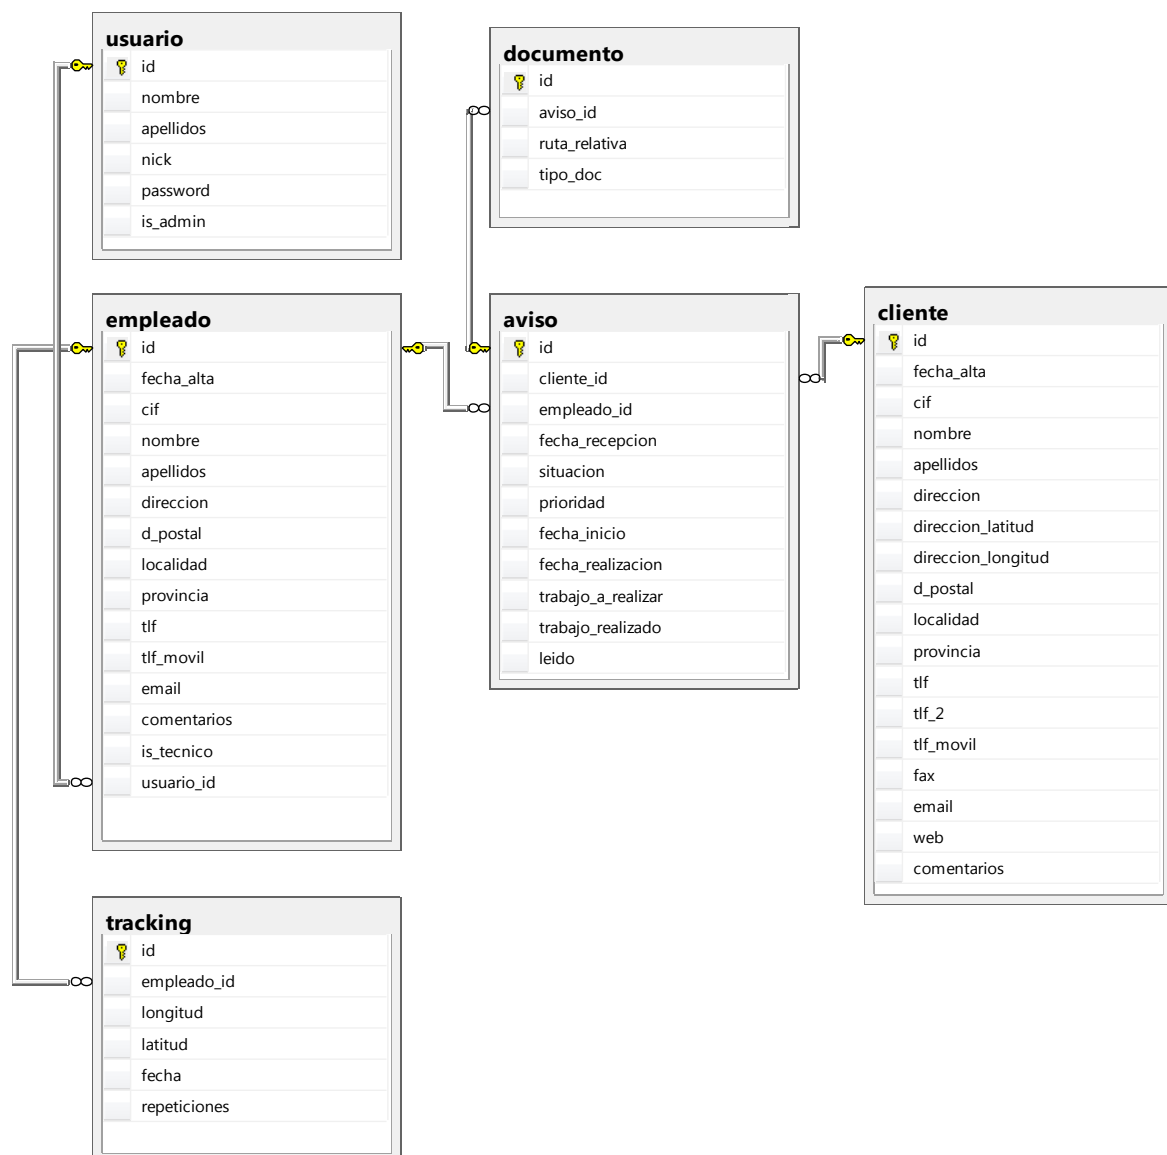 usuario
id
nombre
apellidos
nick
password
is_admin
documento
id
aviso_id
ruta_relativa
tipo_doc
empleado
id
fecha_alta
cif
nombre
apellidos
direccion
d_postal
localidad
provincia
tlf
tlf_movil
email
comentarios
is_tecnico
usuario_id
aviso
id
cliente_id
empleado_id
fecha_recepcion
situacion
prioridad
fecha_inicio
fecha_realizacion
trabajo_a_realizar
trabajo_realizado
leido
cliente
id
fecha_alta
cif
nombre
apellidos
direccion
direccion_latitud
direccion_longitud
d_postal
localidad
provincia
tlf
tlf_2
tlf_movil
fax
email
web
comentarios
tracking
id
empleado_id
longitud
latitud
fecha
repeticiones